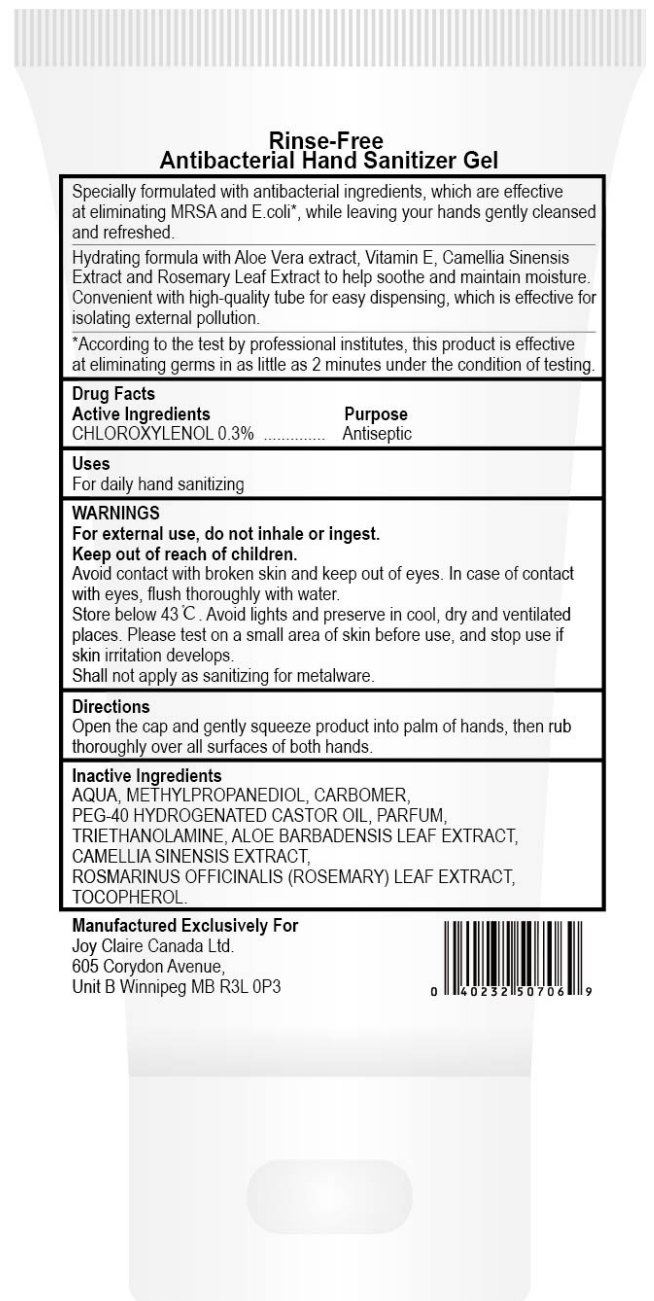 Rinse-Free
Antibacterial Hand Sanitizer Gel
Specially formulated with antibacterial ingredients, which are effective
at eliminating MRSA and E.coli*, while leaving your hands gently cleansed
and refreshed.
Hydrating formula with Aloe Vera extract, Vitamin E, Camellia Sinensis
Extract and Rosemary Leaf Extract to help soothe and maintain moisture.
Convenient with high-quality tube for easy dispensing, which is effective for
isolating external pollution.
*According to the test by professional institutes, this product is effective
at eliminating germs in as little as 2 minutes under the condition of testing.
Drug Facts
Active Ingredients Purpose
CHLOROXYLENOL 0.3% .............. Antiseptic
Uses
For daily hand sanitizing
WARNINGS
For external use, do not inhale or ingest.
Keep out of reach of children.
Avoid contact with broken skin and keep out of eyes. In case of contact
with eyes, flush thoroughly with water.
Store below 43℃. Avoid lights and preserve in cool, dry and ventilated
places. Please test on a small area of skin before use, and stop use if
skin irritation develops.
Shall not apply as sanitizing for metalware.
Directions
Open the cap and gently squeeze product into palm of hands, then rub
thoroughly over all surfaces of both hands.
Inactive Ingredients
AQUA, METHYLPROPANEDIOL, CARBOMER,
PEG-40 HYDROGENATED CASTOR OIL, PARFUM,
TRIETHANOLAMINE, ALOE BARBADENSIS LEAF EXTRACT,
CAMELLIA SINENSIS EXTRACT,
ROSMARINUS OFFICINALIS (ROSEMARY) LEAF EXTRACT,
TOCOPHEROL.
Manufactured Exclusively For
Joy Claire Canada Ltd.
605 Corydon Avenue,
Unit B Winnipeg MB R3L 0P3
0 40232 50706 9